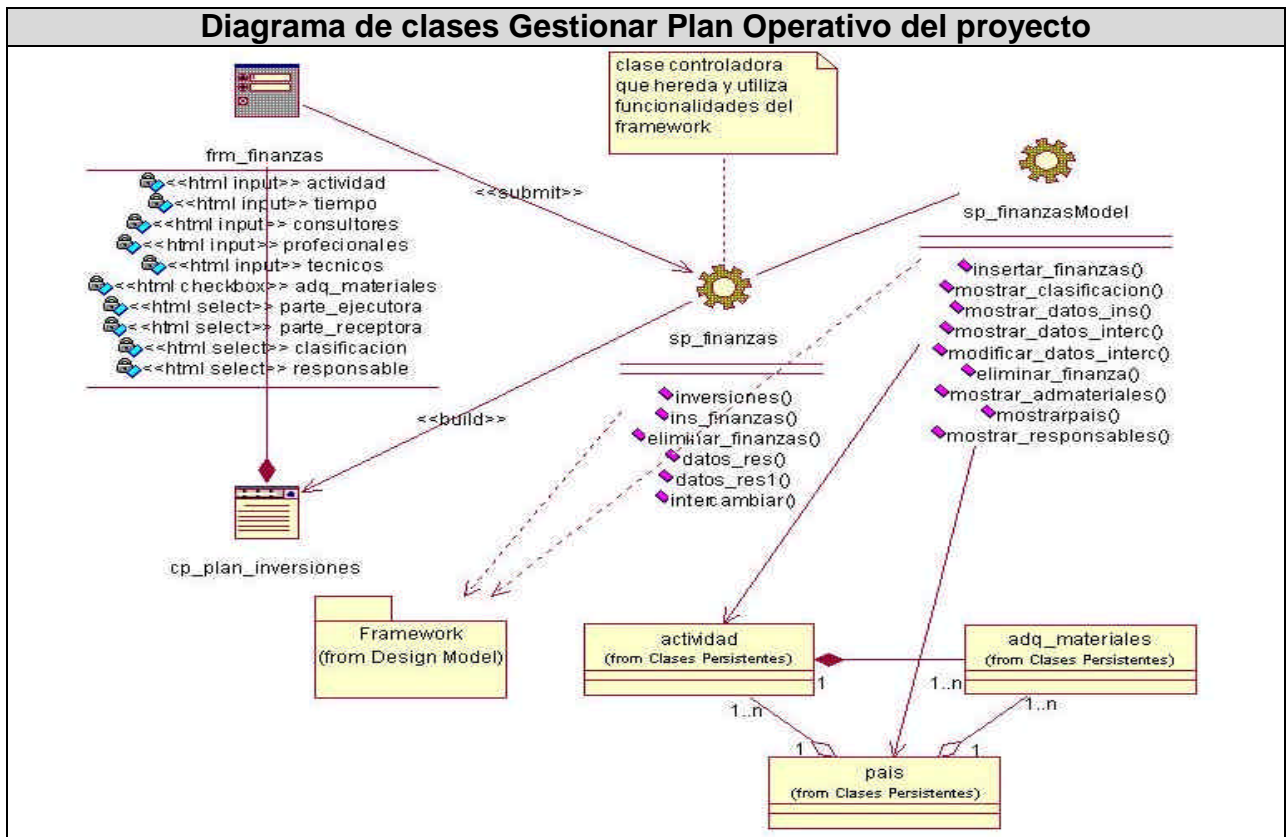 Diagrama de clases Gestionar Plan Operativo del proyecto
clase controladora
que hereda y utiliza
funcionalidades del
framework
frm_finanzas
<<html input>> actividad
<<html input>> tiempo
<<html input>> consultores
<<html input>> profecionales
<<html input>> tecnicos
<<html checkbox>> adq_materiales
<<html select>> parte_ejecutora
<<html select>> parte_receptora
<<html select>> clasificacion
<<html select>> responsable
<<submit>>
sp_finanzasModel
insertar_finanzas()
mostrar_clasificacion()
mostrar_datos_ins()
mostrar_datos_interc()
modificar_datos_interc()
eliminar_finanza()
mostrar_admateriales()
mostrarpais()
mostrar_responsables()
sp_finanzas
inversiones()
ins_finanzas()
eliminar_finanzas()
datos_res()
datos_res1()
intercambiar()
<<build>>
cp_plan_inversiones
Framework
(from Design Model)
actividad
(from Clases Persistentes)
adq_materiales
(from Clases Persistentes)
1
1..n
1..n
1..n
1
1
pais
(from Clases Persistentes)